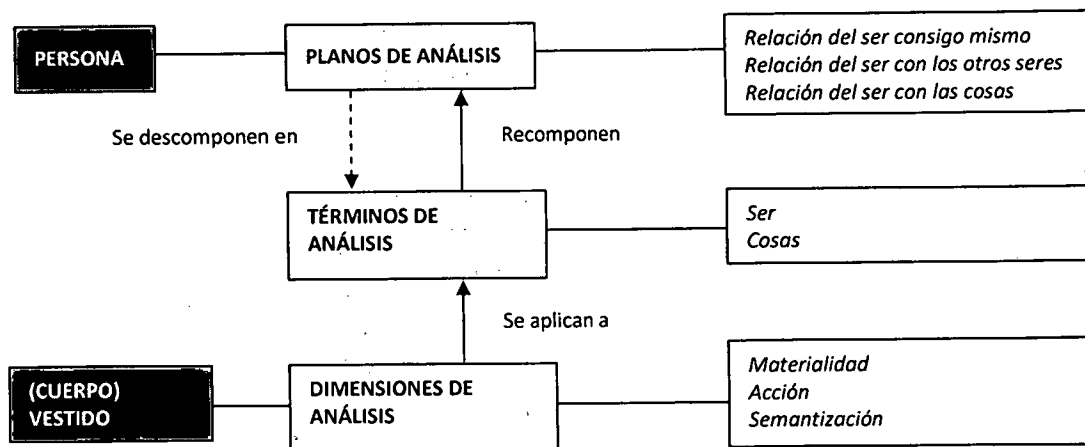 PERSONA
PLANOS DE ANÁLISIS
Relación del ser consigo mismo
Relación del ser con los otros seres
Relación del ser con las cosas
Se descomponen en
Recomponen
TÉRMINOS DE
ANÁLISIS
Ser
Cosas
Se aplican a
(CUERPO)
VESTIDO
DIMENSIONES DE
ANÁLISIS
Materialidad
Acción
Semantización